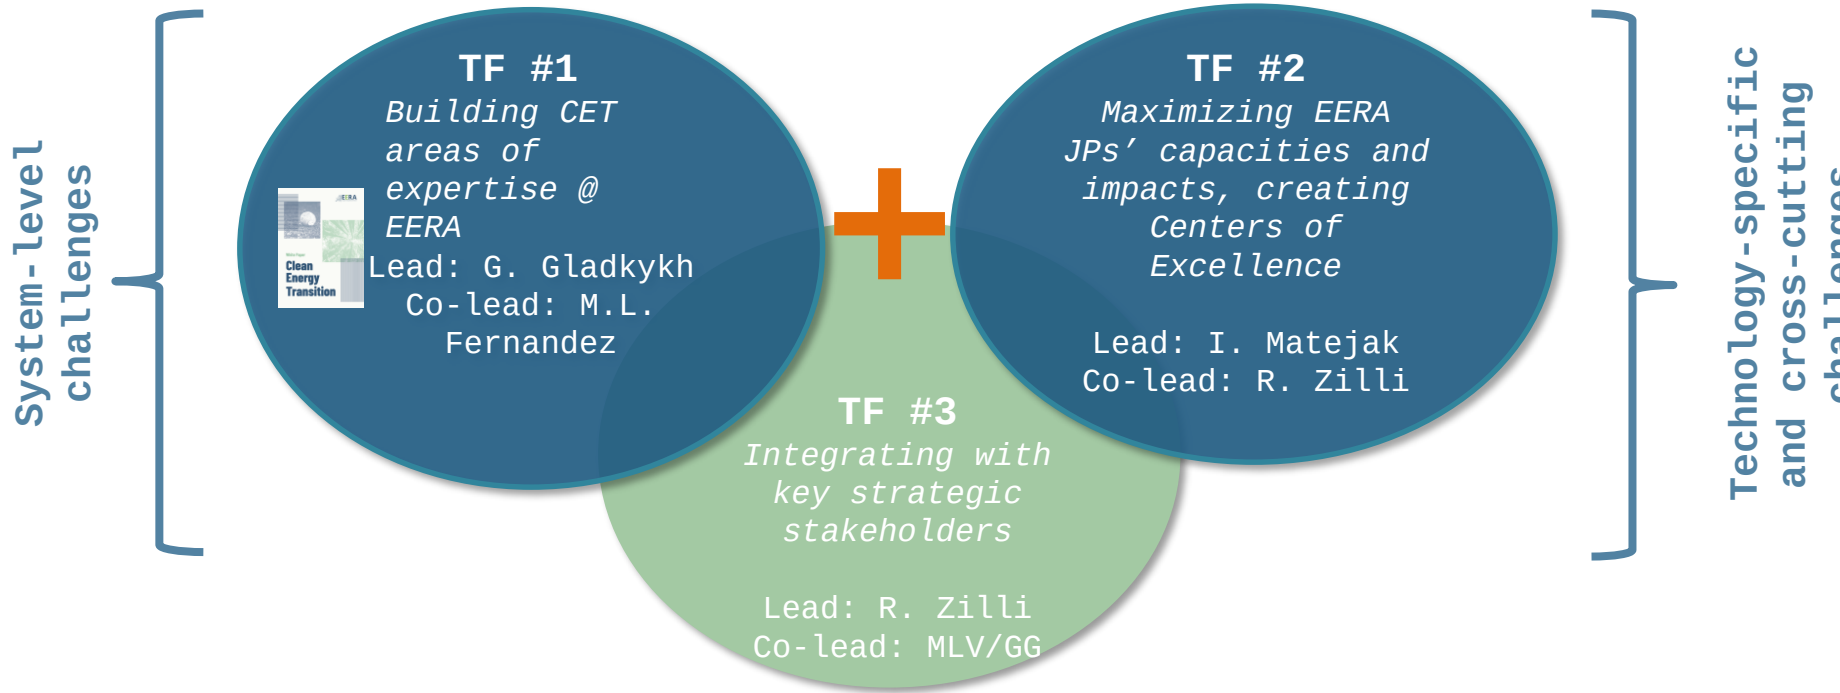 System-level
challenges
TF #1
Building CET
areas of
expertise @
EERA
Lead: G. Gladkykh
Co-lead: M.L.
Fernandez
EERA
Clean
Energy
Transition
TF #2
Maximizing EERA
JPs’ capacities and
impacts, creating
Centers of
Excellence
Lead: I. Matejak
Co-lead: R. Zilli
TF #3
Integrating with
key strategic
stakeholders
Lead: R. Zilli
Co-lead: MLV/GG
Technology-specific
and cross-cutting
challenges